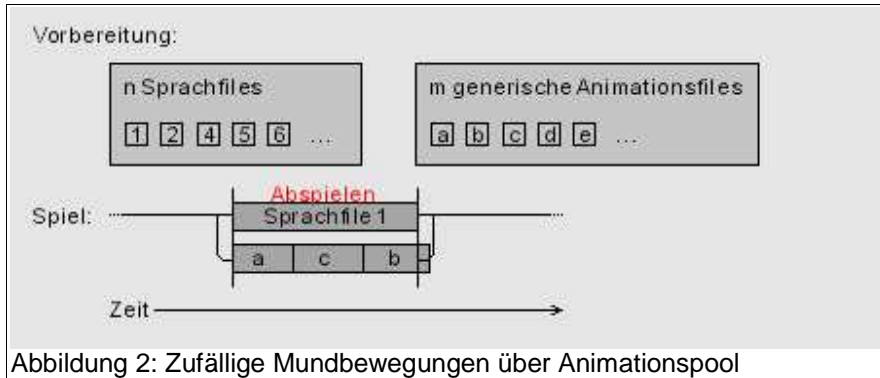 Vorbereitung:
n Sprachfiles
1 2 4 5 6 ...
m generische Animationsfiles
a b c d e ...
Abspielen
Spiel:
Sprachfile 1
a c b
Zeit
Abbildung 2: Zufällige Mundbewegungen über Animationspool